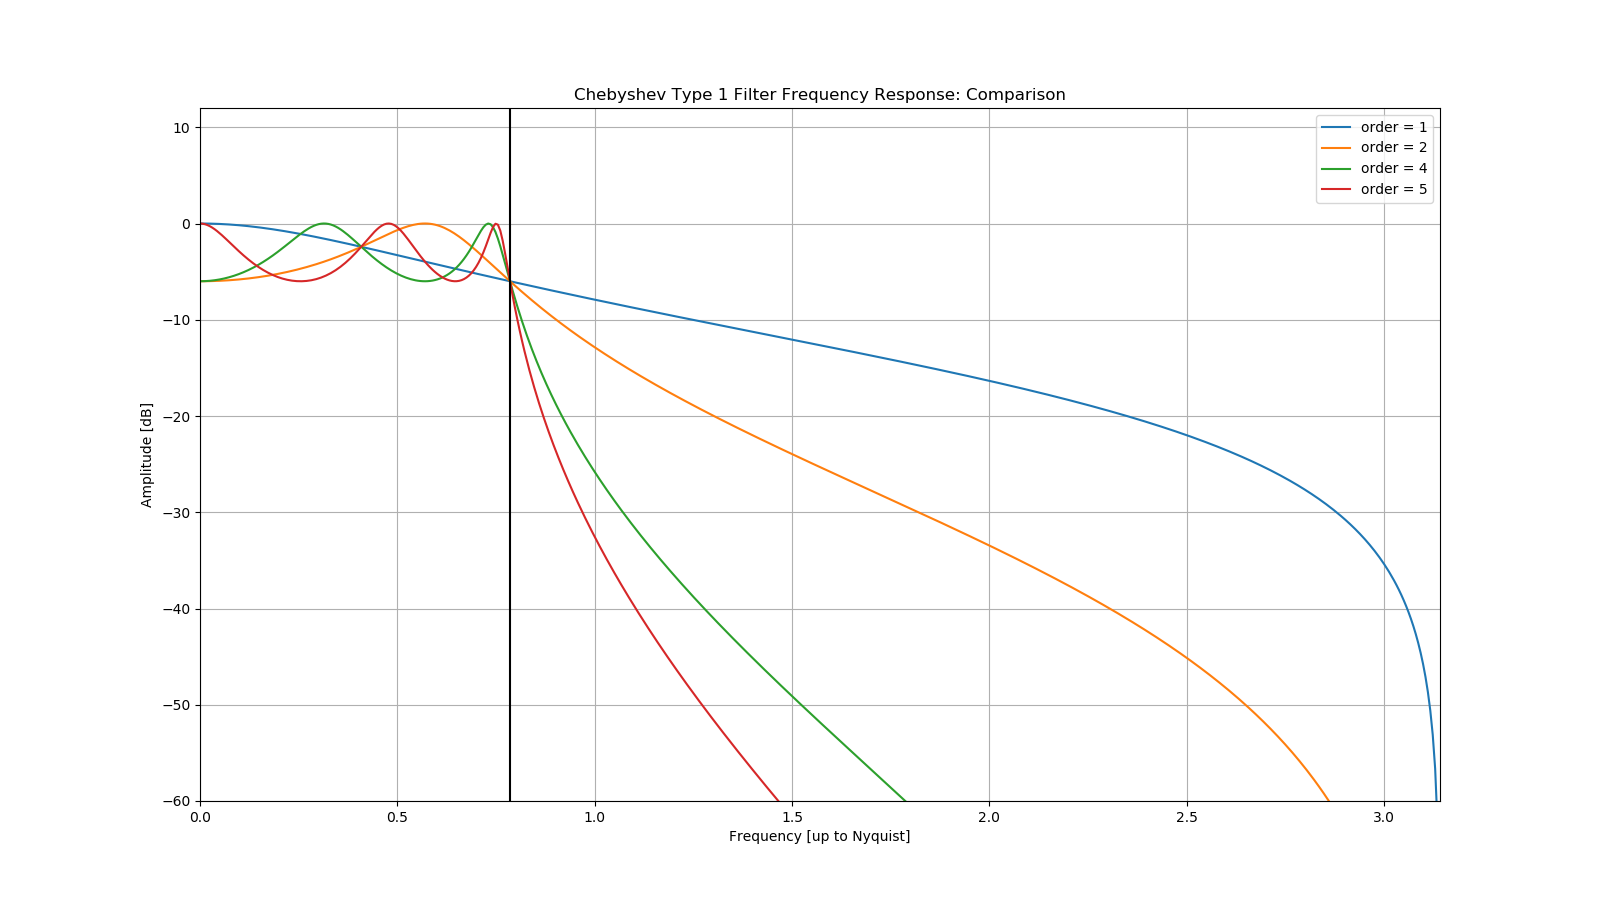 Chebyshev Type 1 Filter Frequency Response: Comparison
order = 1
order = 2
order = 4
order = 5
Amplitude [dB]
10
0
−10
−20
−30
−40
−50
−60
0.0 0.5 1.0 1.5 2.0 2.5 3.0
Frequency [up to Nyquist]